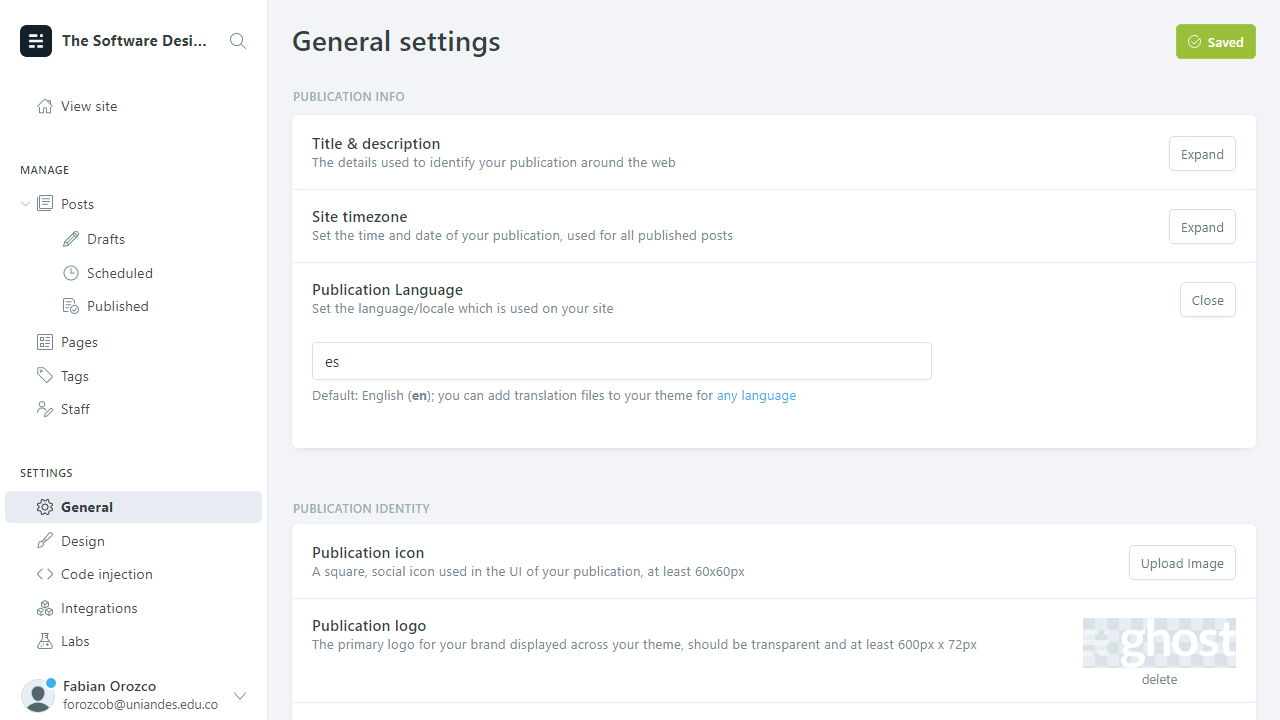 The Software Desi...
View site
MANAGE
Posts
Drafts
Scheduled
Published
Pages
Tags
Staff
SETTINGS
General
Design
Code injection
Integrations
Labs
Fabian Orozco
forozcob@uniandes.edu.co
General settings
Saved
PUBLICATION INFO
Title & description
The details used to identify your publication around the web
Expand
Site timezone
Set the time and date of your publication, used for all published posts
Expand
Publication Language
Set the language/locale which is used on your site
Close
es
Default: English (en); you can add translation files to your theme for any language
PUBLICATION IDENTITY
Publication icon
A square, social icon used in the UI of your publication, at least 60x60px
Upload Image
Publication logo
The primary logo for your brand displayed across your theme, should be transparent and at least 600px x 72px
ghost
delete